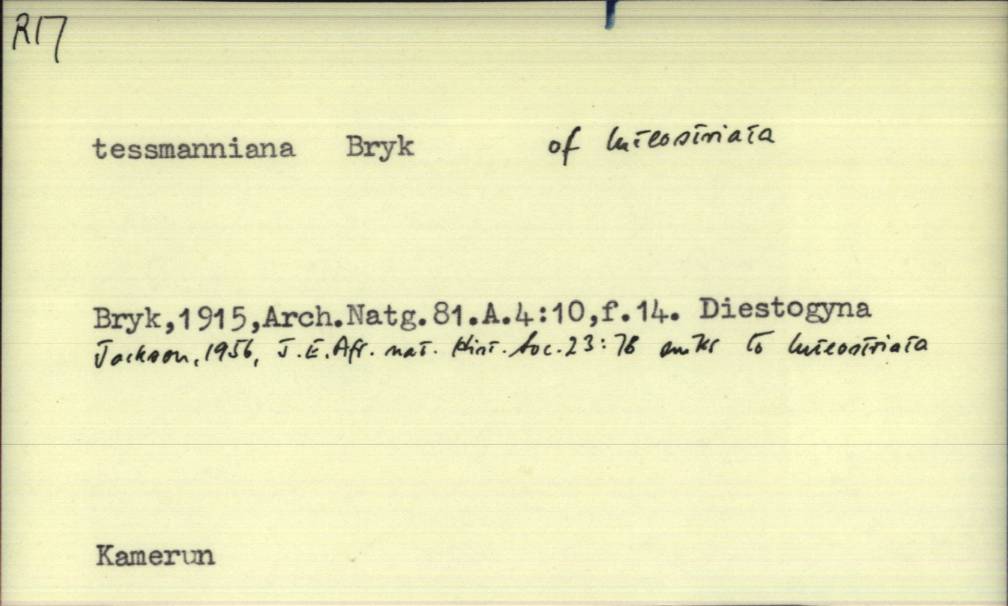 R17
tessmanniana Bryk of luteostriata
Bryk,1915,Arch.Natg.81.A.4:10,f.14. Diestogyna
Jackson, 1956, J.E.Afr. nat. Hist. Soc. 23:76 sinks to luteostriata
Kamerun